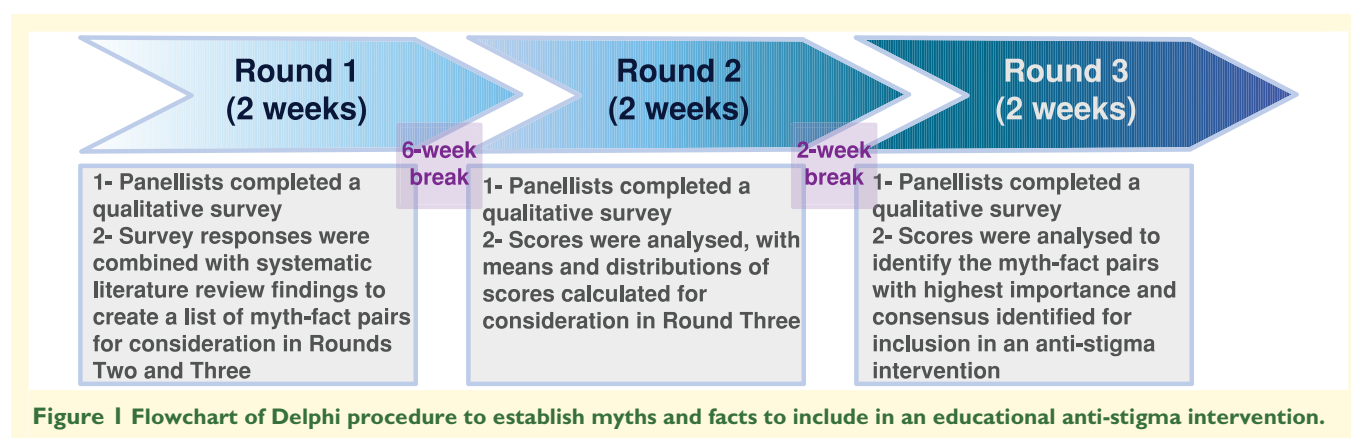 Round 1
(2 weeks)
6-week
break
Round 2
(2 weeks)
2-week
break
Round 3
(2 weeks)
1- Panellists completed a
qualitative survey
2- Survey responses were
combined with systematic
literature review findings to
create a list of myth-fact pairs
for consideration in Rounds
Two and Three
1- Panellists completed a
qualitative survey
2- Scores were analysed, with
means and distributions of
scores calculated for
consideration in Round Three
1- Panellists completed a
qualitative survey
2- Scores were analysed to
identify the myth-fact pairs
with highest importance and
consensus identified for
inclusion in an anti-stigma
intervention
Figure 1 Flowchart of Delphi procedure to establish myths and facts to include in an educational anti-stigma intervention.